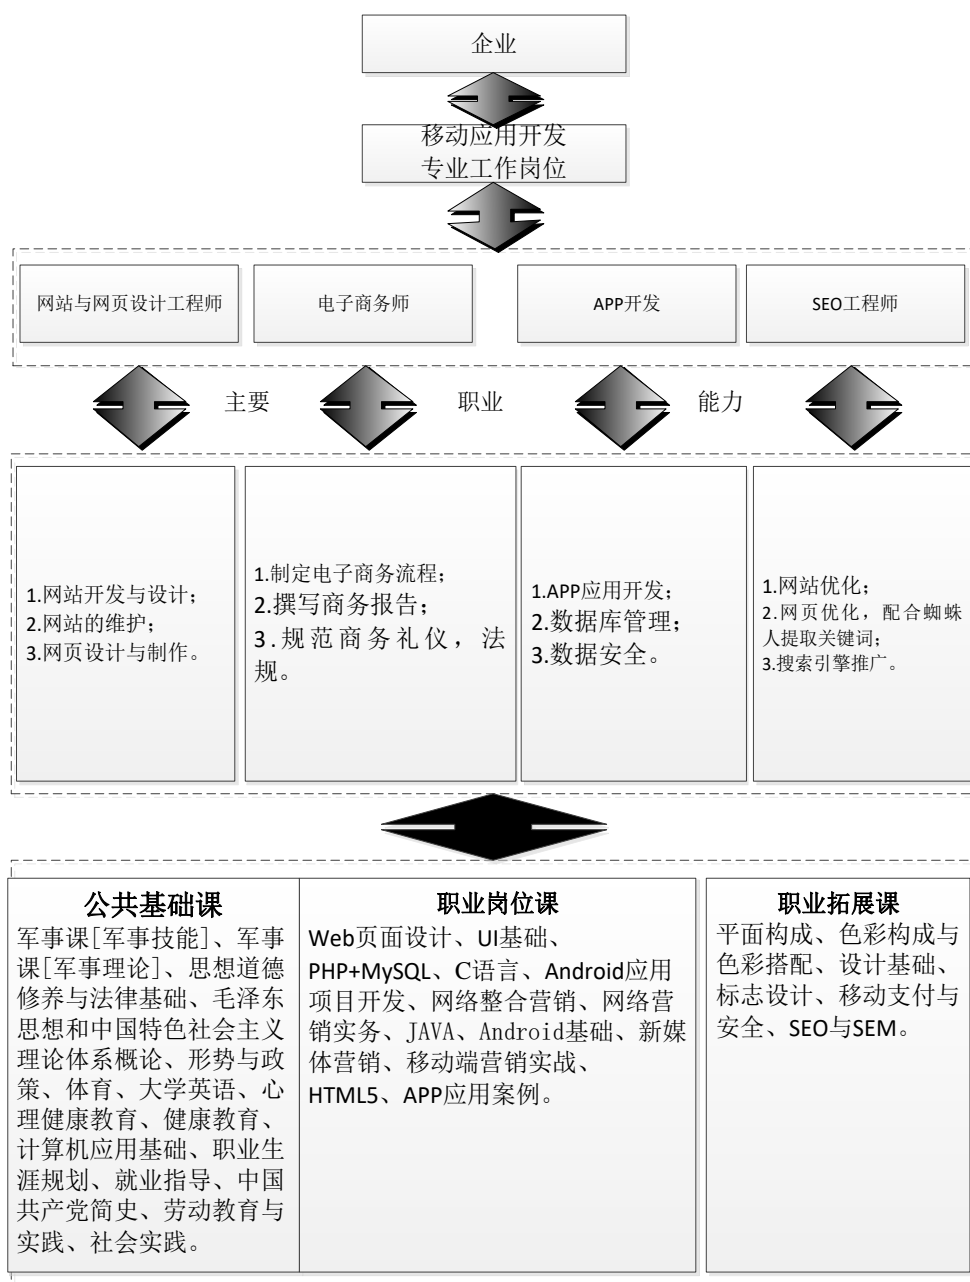 企业
移动应用开发
专业工作岗位
网站与网页设计工程师
电子商务师
APP开发
SEO工程师
主要
职业
能力
1.网站开发与设计；
2.网站的维护；
3.网页设计与制作。
1.制定电子商务流程；
2.撰写商务报告；
3.规范商务礼仪，法
规。
1.APP应用开发；
2.数据库管理；
3.数据安全。
1.网站优化；
2.网页优化，配合蜘蛛
人提取关键词；
3.搜索引擎推广。
公共基础课
军事课[军事技能]、军事
课[军事理论]、思想道德
修养与法律基础、毛泽东
思想和中国特色社会主义
理论体系概论、形势与政
策、体育、大学英语、心
理健康教育、健康教育、
计算机应用基础、职业生
涯规划、就业指导、中国
共产党简史、劳动教育与
实践、社会实践。
职业岗位课
Web页面设计、UI基础、
PHP+MySQL、C语言、Android应用
项目开发、网络整合营销、网络营
销实务、JAVA、Android基础、新媒
体营销、移动端营销实战、
HTML5、APP应用案例。
职业拓展课
平面构成、色彩构成与
色彩搭配、设计基础、
标志设计、移动支付与
安全、SEO与SEM。